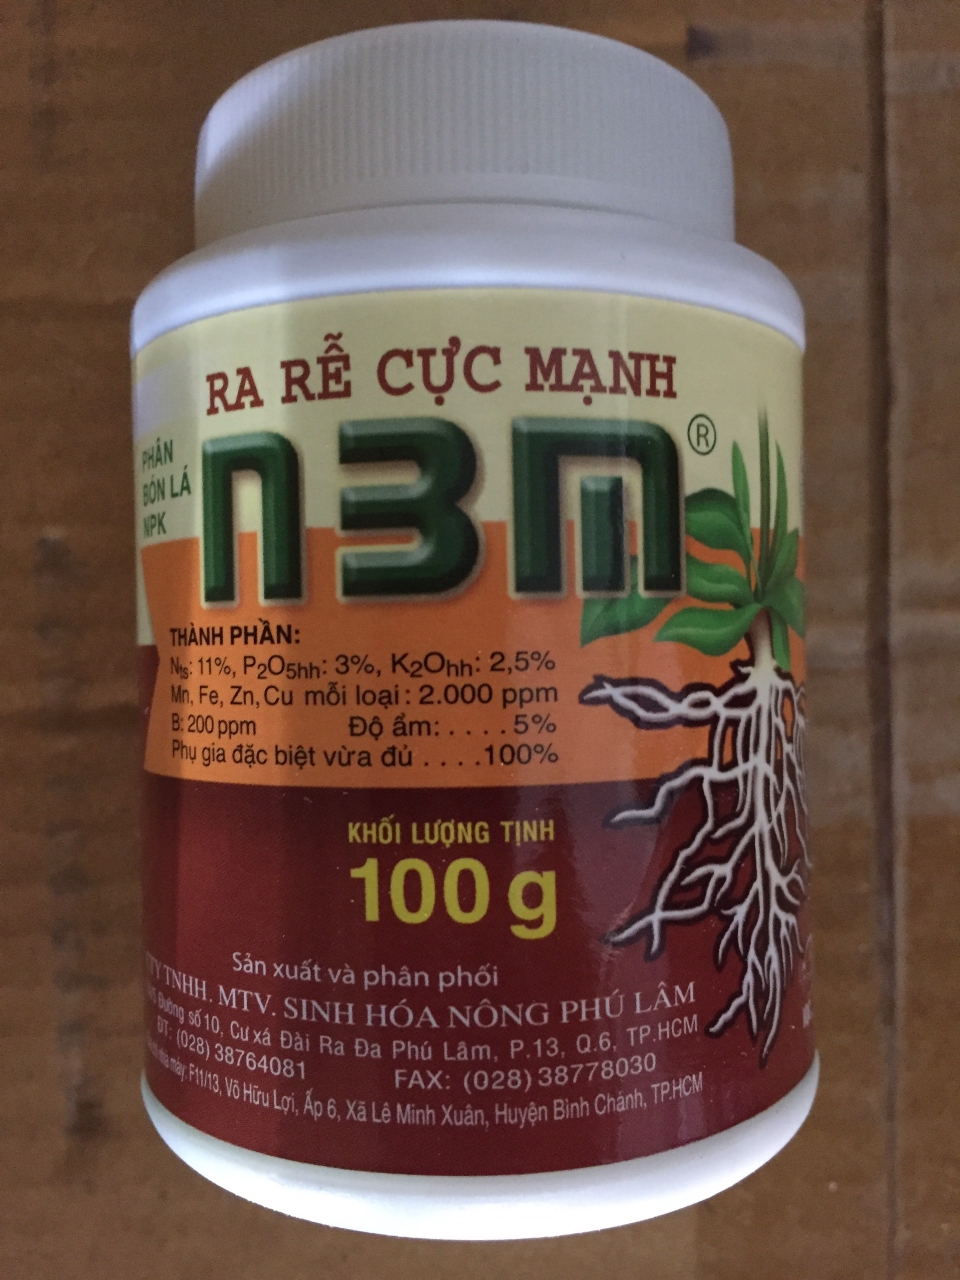 RA RỄ CỰC MẠNH
N3M®
PHÂN
BÓN LÁ
NPK
THÀNH PHẦN:
Nts: 11%, P2O5hh: 3%, K2Ohh: 2,5%
Mn, Fe, Zn, Cu mỗi loại: 2.000 ppm
B: 200 ppm Độ ẩm: . . . . 5%
Phụ gia đặc biệt vừa đủ . . . .100%
KHỐI LƯỢNG TỊNH
100 g
Sản xuất và phân phối
TY TNHH. MTV. SINH HÓA NÔNG PHÚ LÂM
Đường số 10, Cư xá Đài Ra Đa Phú Lâm, P.13, Q.6, TP.HCM
ĐT: (028) 38764081 FAX: (028) 38778030
nhà máy: F11/13, Võ Hữu Lợi, Ấp 6, Xã Lê Minh Xuân, Huyện Bình Chánh, TP.HCM